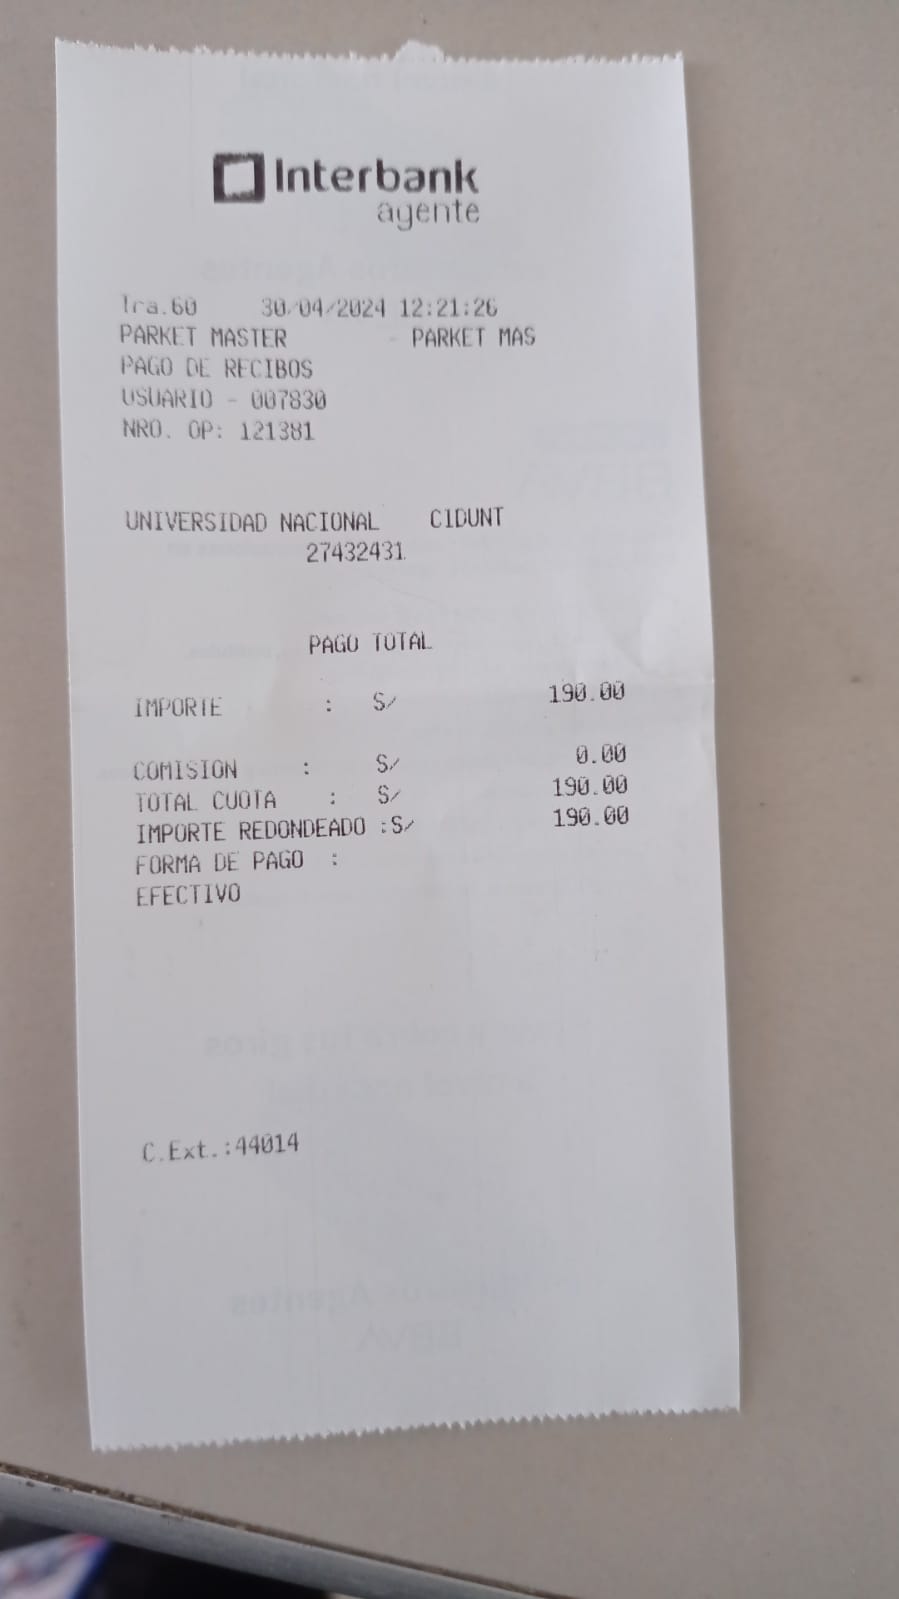 Interbank
agente
Tra.60 30/04/2024 12:21:26
PARKET MASTER - PARKET MAS
PAGO DE RECIBOS
USUARIO - 007830
NRO. OP: 121381
UNIVERSIDAD NACIONAL CIDUNT
27432431
PAGO TOTAL
IMPORTE : S/ 190.00
COMISION : S/ 0.00
TOTAL CUOTA : S/ 190.00
IMPORTE REDONDEADO :S/ 190.00
FORMA DE PAGO :
EFECTIVO
C.Ext.:44014